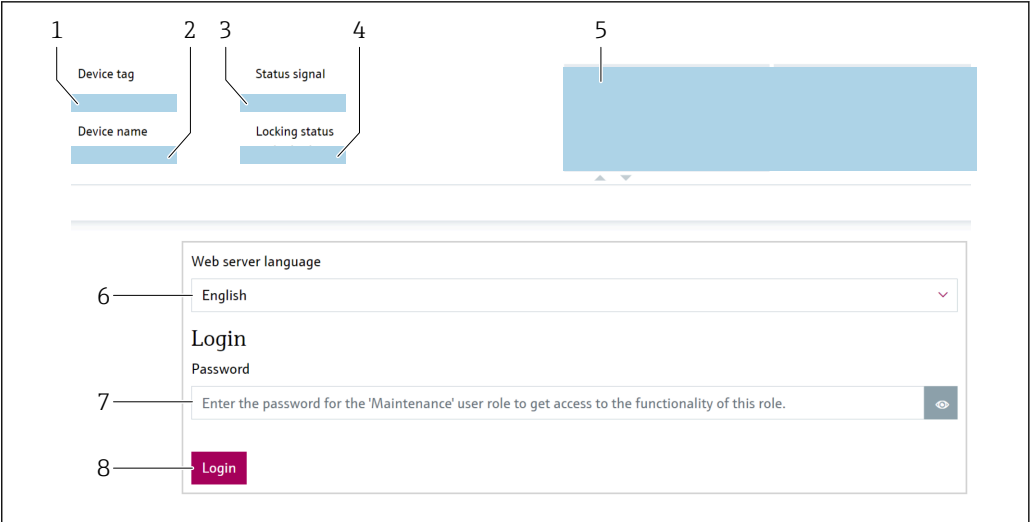 1 2 3 4 5
Device tag Status signal
Device name Locking status
Web server language
6 English
Login
Password
7 Enter the password for the 'Maintenance' user role to get access to the functionality of this role.
8 Login